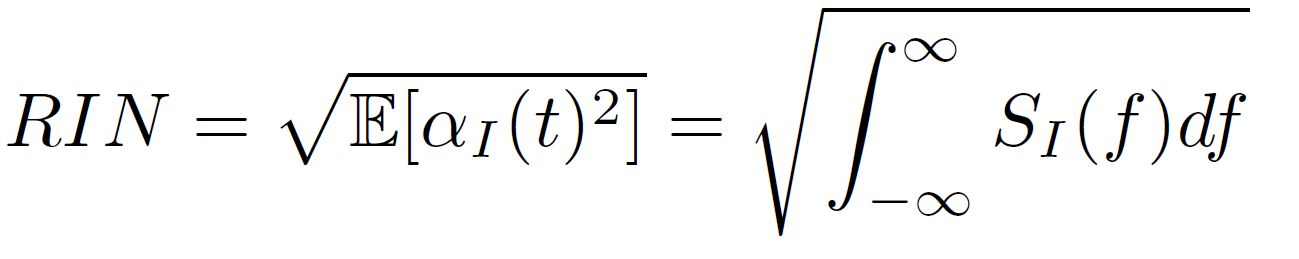 RIN = √𝔼[α_I(t)²] = √∫_{−∞}^{∞} S_I(f)df